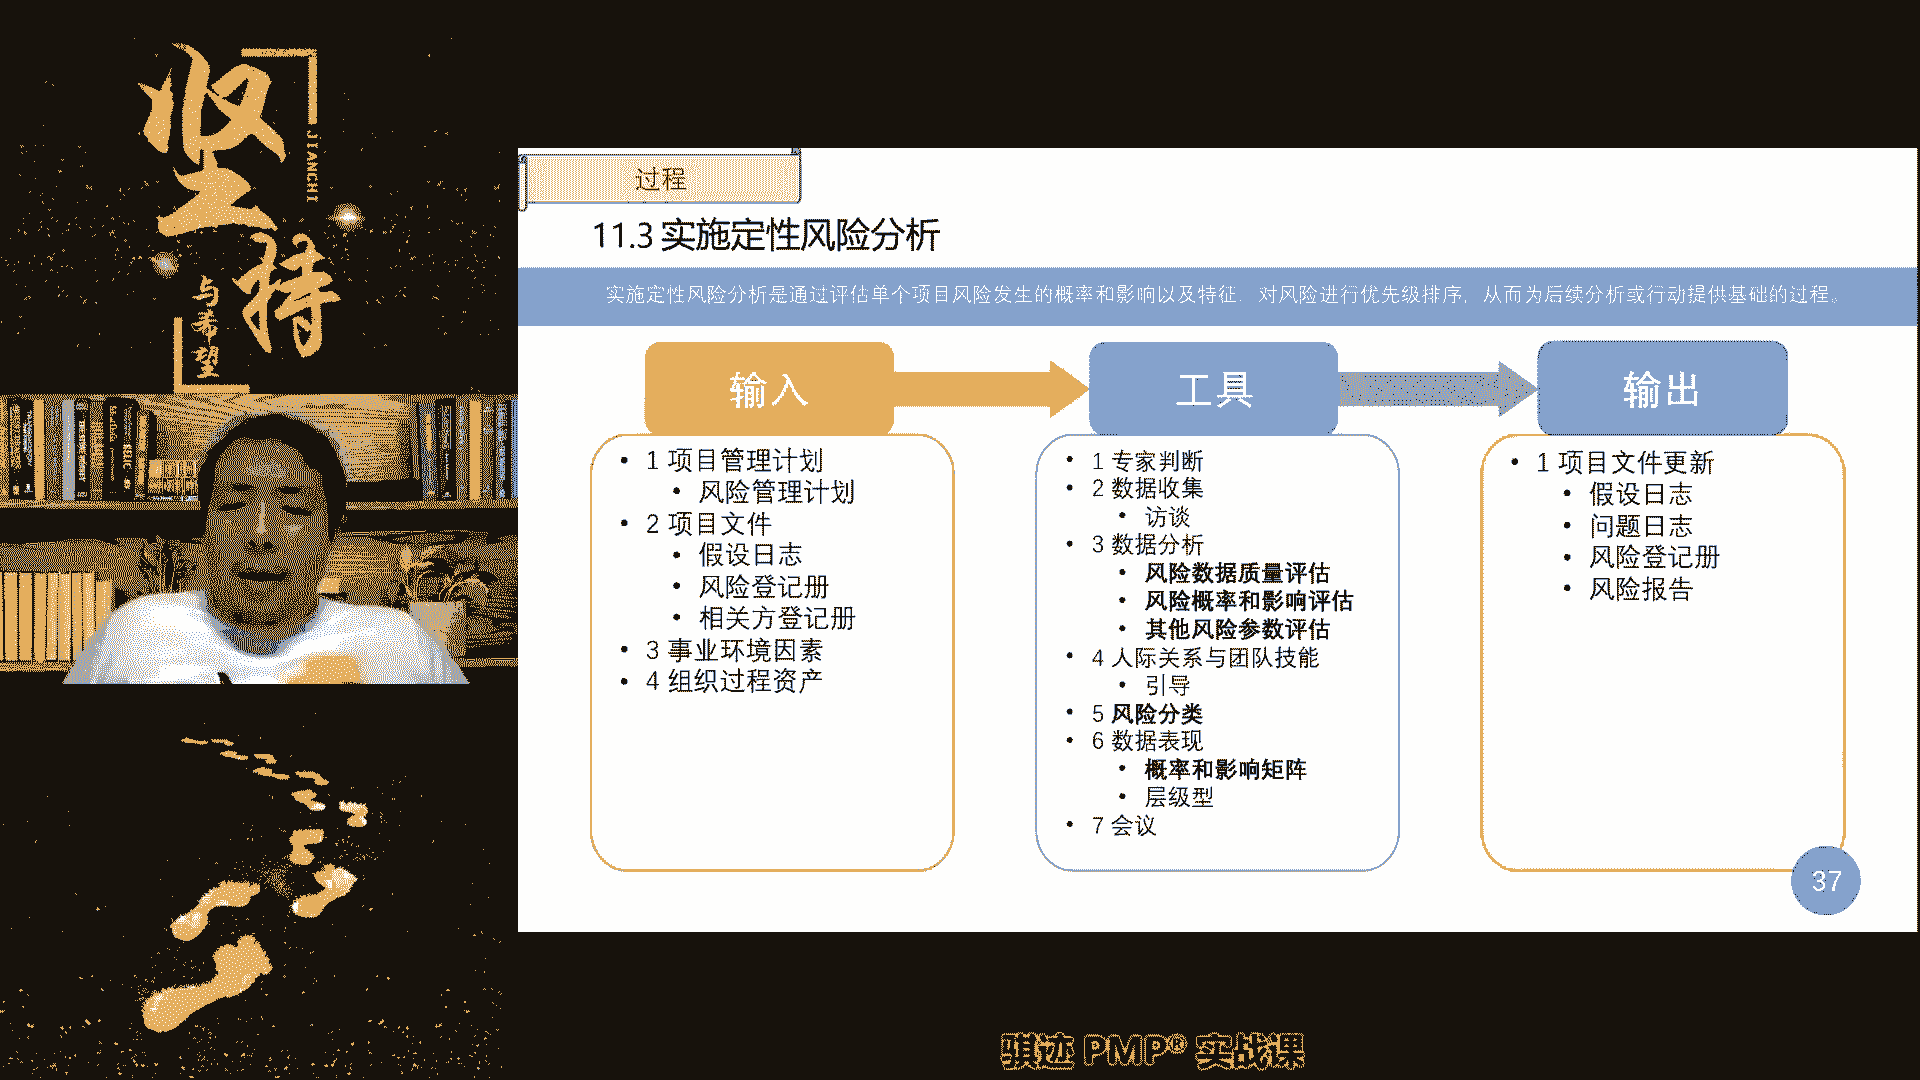 坚持
JIANCHI
与希望
过程
11.3 实施定性风险分析
实施定性风险分析是通过评估单个项目风险发生的概率和影响以及特征,对风险进行优先级排序,从而为后续分析或行动提供基础的过程。
输入
• 1 项目管理计划
• 风险管理计划
• 2 项目文件
• 假设日志
• 风险登记册
• 相关方登记册
• 3 事业环境因素
• 4 组织过程资产
工具
• 1 专家判断
• 2 数据收集
• 访谈
• 3 数据分析
• 风险数据质量评估
• 风险概率和影响评估
• 其他风险参数评估
• 4 人际关系与团队技能
• 引导
• 5 风险分类
• 6 数据表现
• 概率和影响矩阵
• 层级型
• 7 会议
输出
• 1 项目文件更新
• 假设日志
• 问题日志
• 风险登记册
• 风险报告
37
骐迹 PMP® 实战课